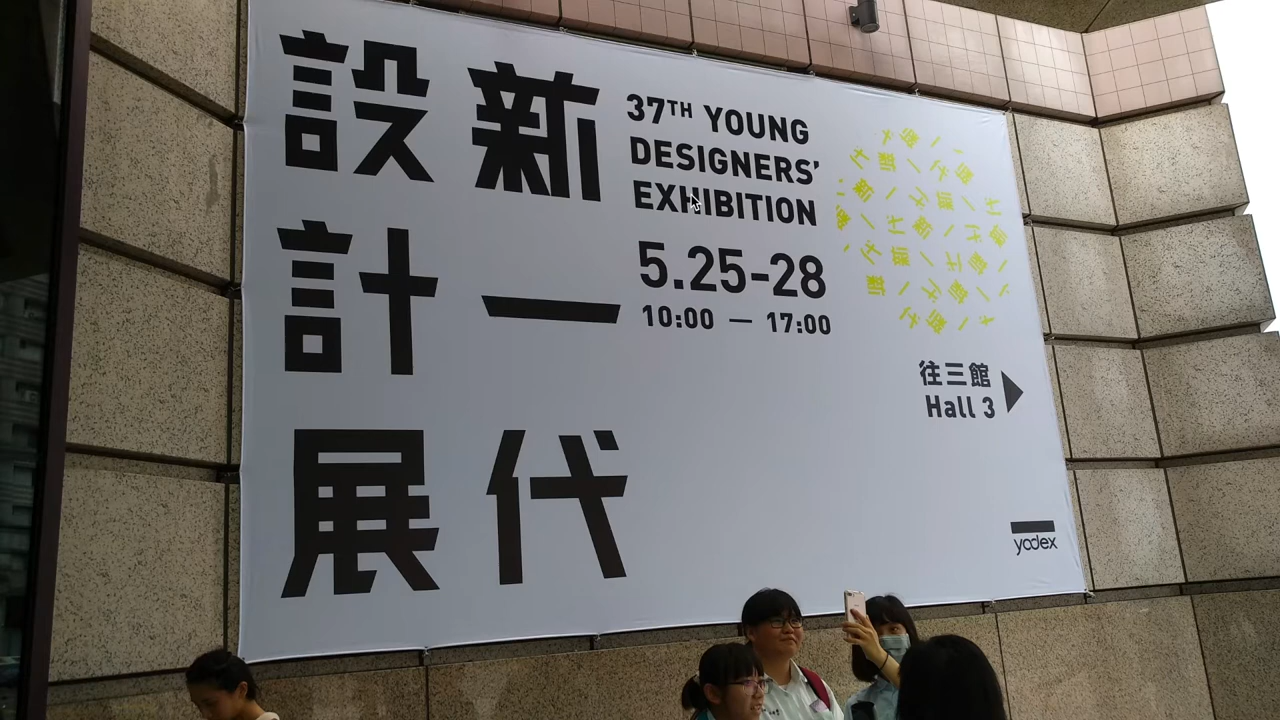 新一代
設計展
37TH YOUNG
DESIGNERS'
EXHIBITION
5.25-28
10:00 — 17:00
往三館
Hall 3
yodex